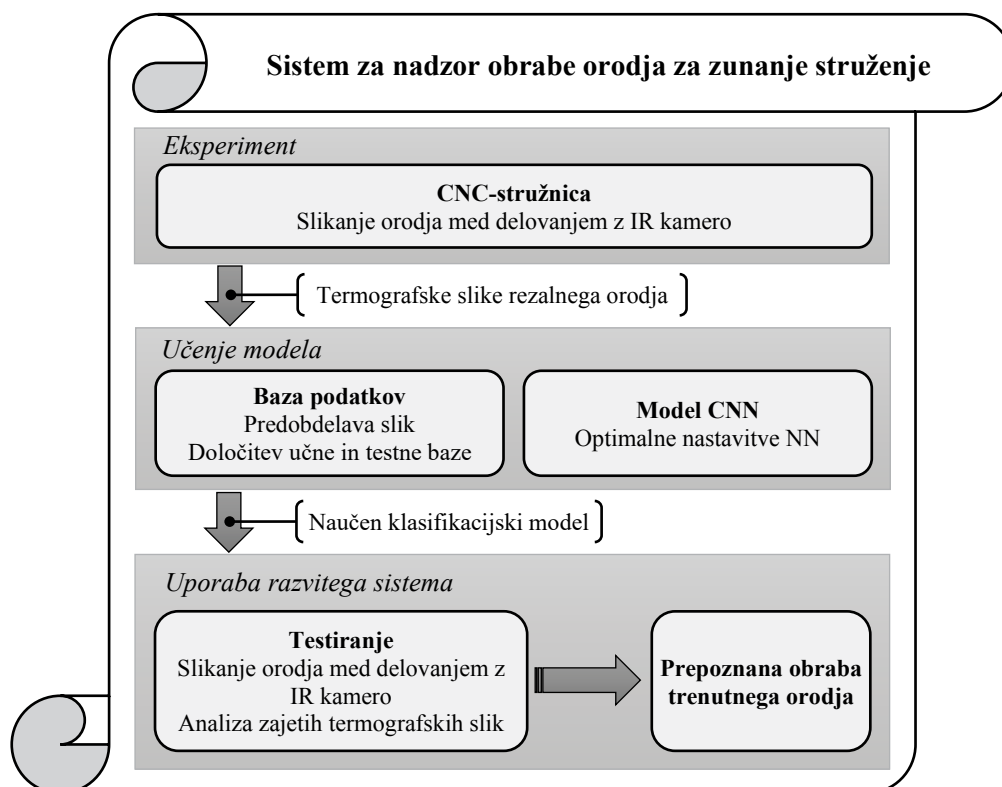 Sistem za nadzor obrabe orodja za zunanje struženje
Eksperiment
CNC-stružnica
Slikanje orodja med delovanjem z IR kamero
Termografske slike rezalnega orodja
Učenje modela
Baza podatkov
Predobdelava slik
Določitev učne in testne baze
Model CNN
Optimalne nastavitve NN
Naučen klasifikacijski model
Uporaba razvitega sistema
Testiranje
Slikanje orodja med delovanjem z
IR kamero
Analiza zajetih termografskih slik
Prepoznana obraba
trenutnega orodja